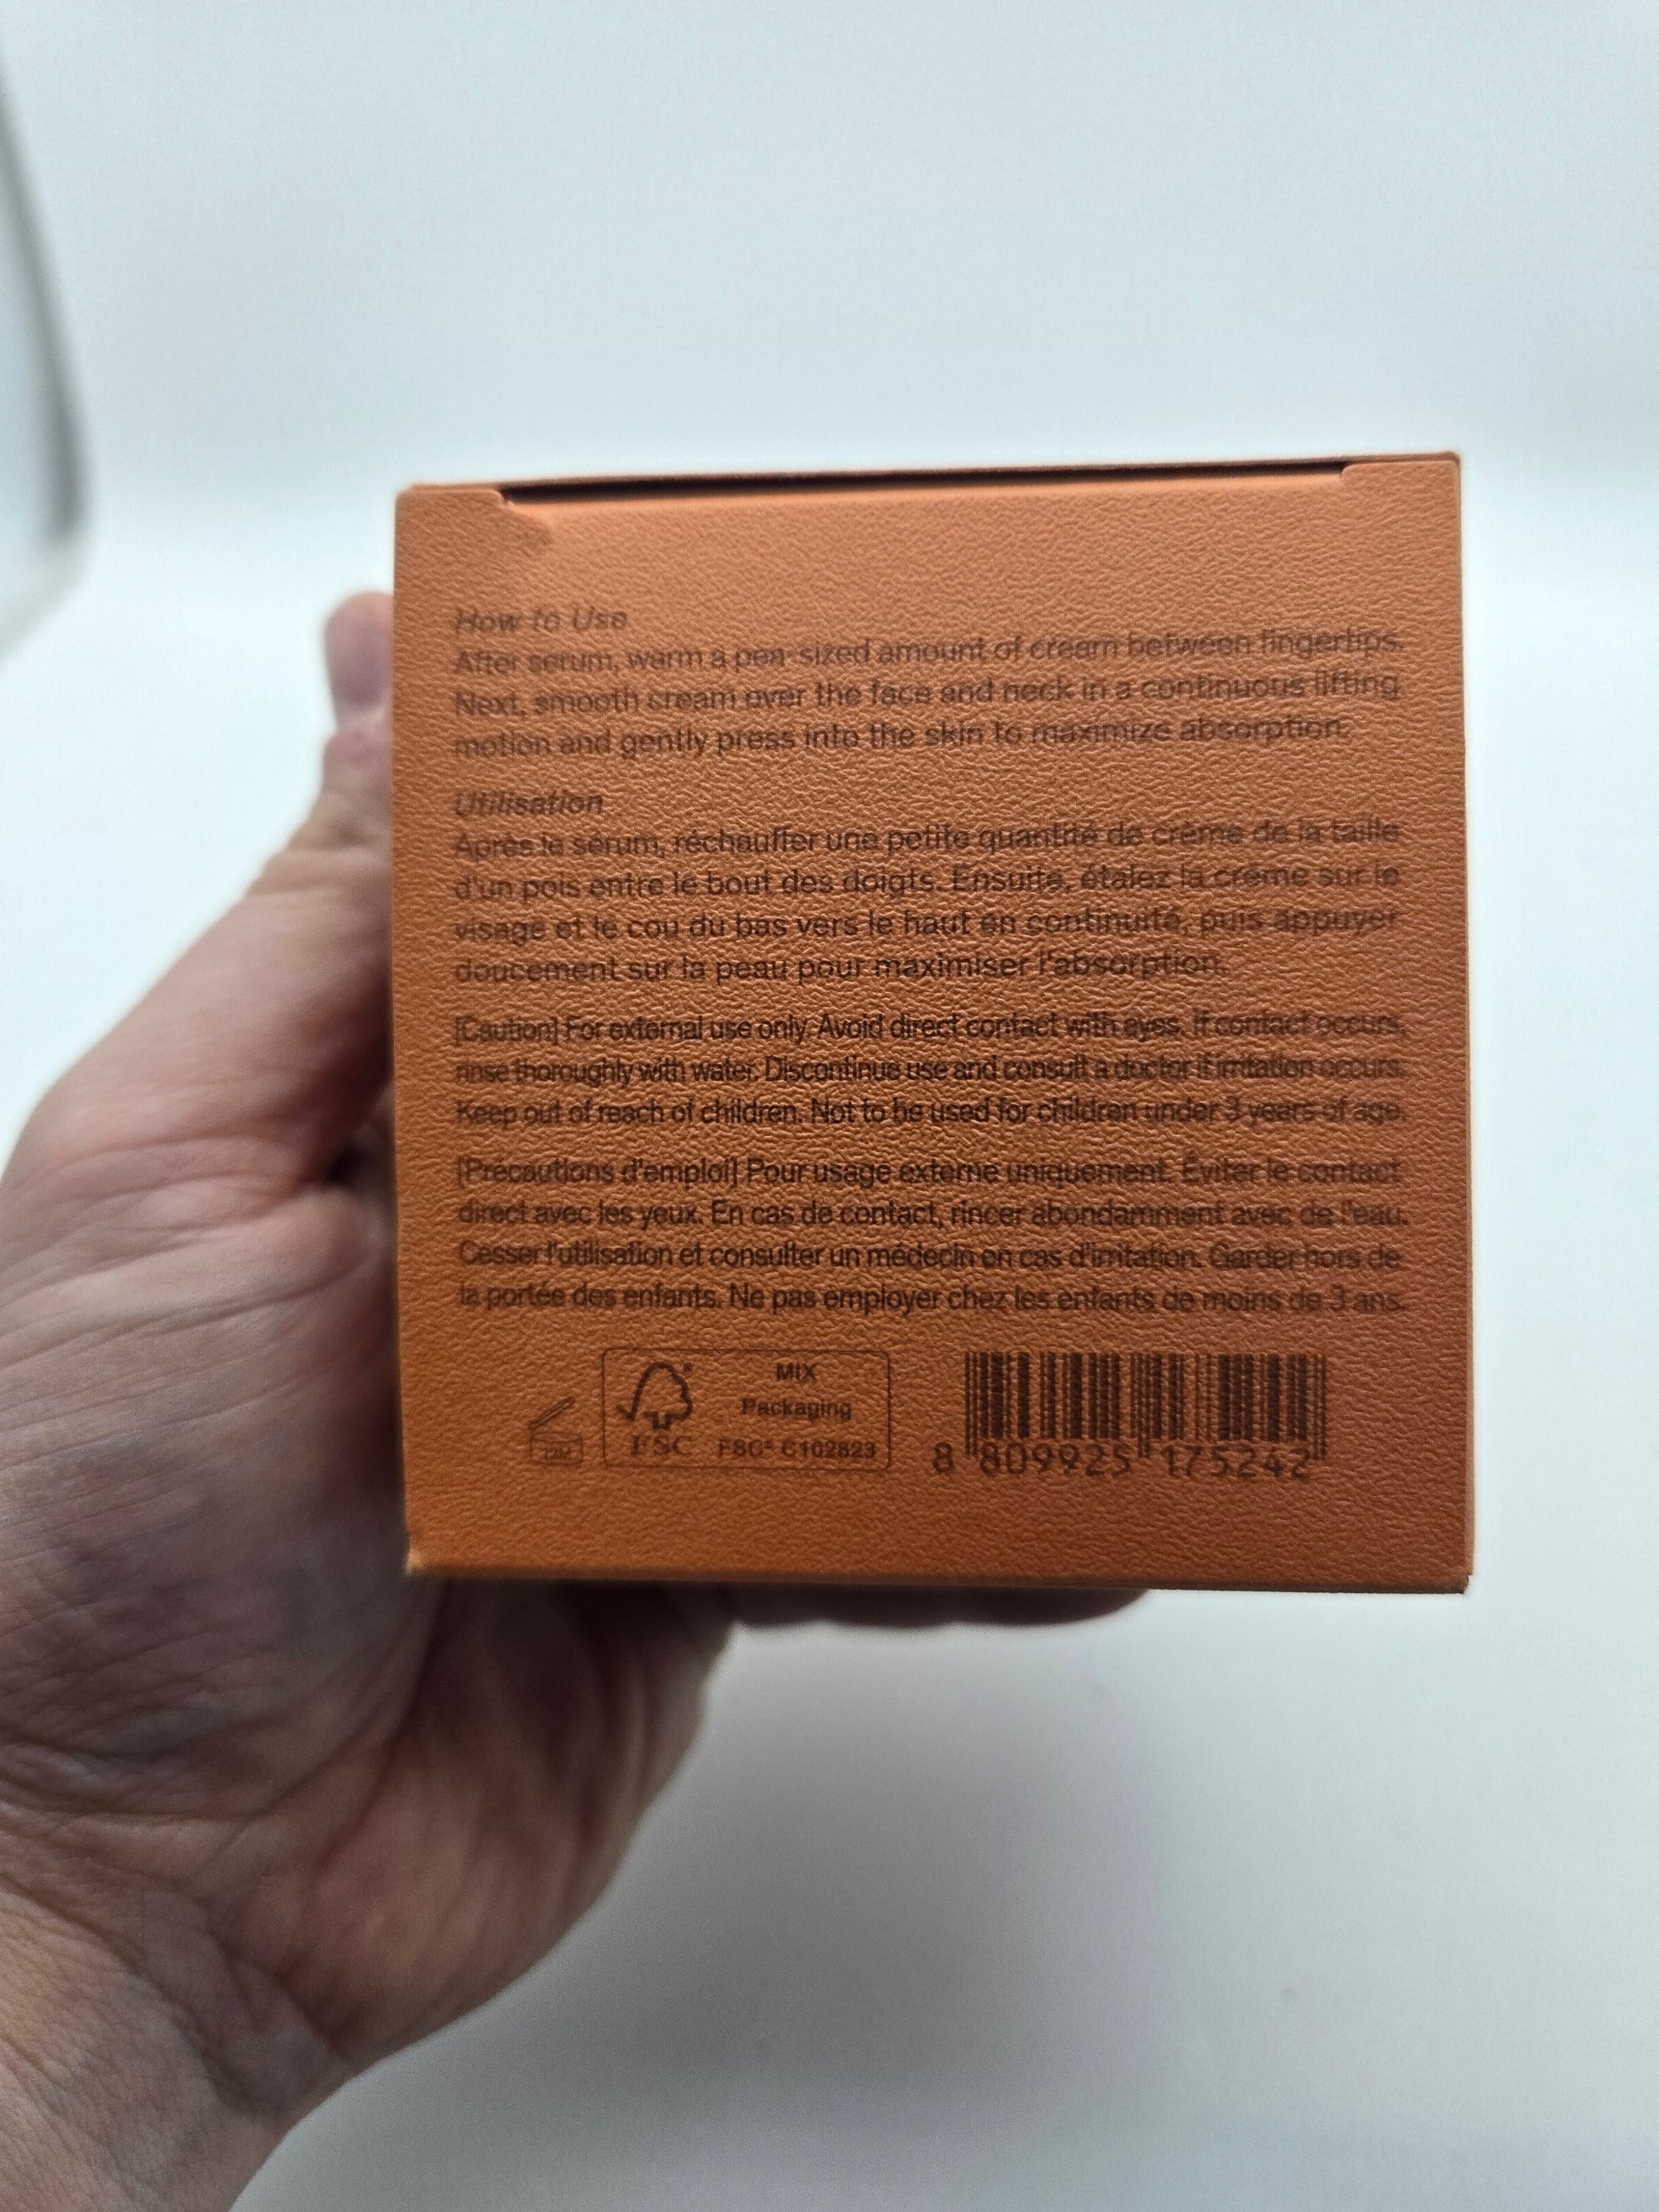 How to Use
After serum, warm a pea-sized amount of cream between fingertips.
Next, smooth cream over the face and neck in a continuous lifting
motion and gently press into the skin to maximize absorption.
Utilisation
Après le sérum, réchauffer une petite quantité de crème de la taille
d'un pois entre le bout des doigts. Ensuite, étalez la crème sur le
visage et le cou du bas vers le haut en continuité, puis appuyer
doucement sur la peau pour maximiser l'absorption.
[Caution] For external use only. Avoid direct contact with eyes. If contact occurs,
rinse thoroughly with water. Discontinue use and consult a doctor if irritation occurs.
Keep out of reach of children. Not to be used for children under 3 years of age.
[Précautions d'emploi] Pour usage externe uniquement. Éviter le contact
direct avec les yeux. En cas de contact, rincer abondamment avec de l'eau.
Cesser l'utilisation et consulter un médecin en cas d'irritation. Garder hors de
la portée des enfants. Ne pas employer chez les enfants de moins de 3 ans.
12M
FSC®
MIX
Packaging
FSC® C102823
8 809925 175242